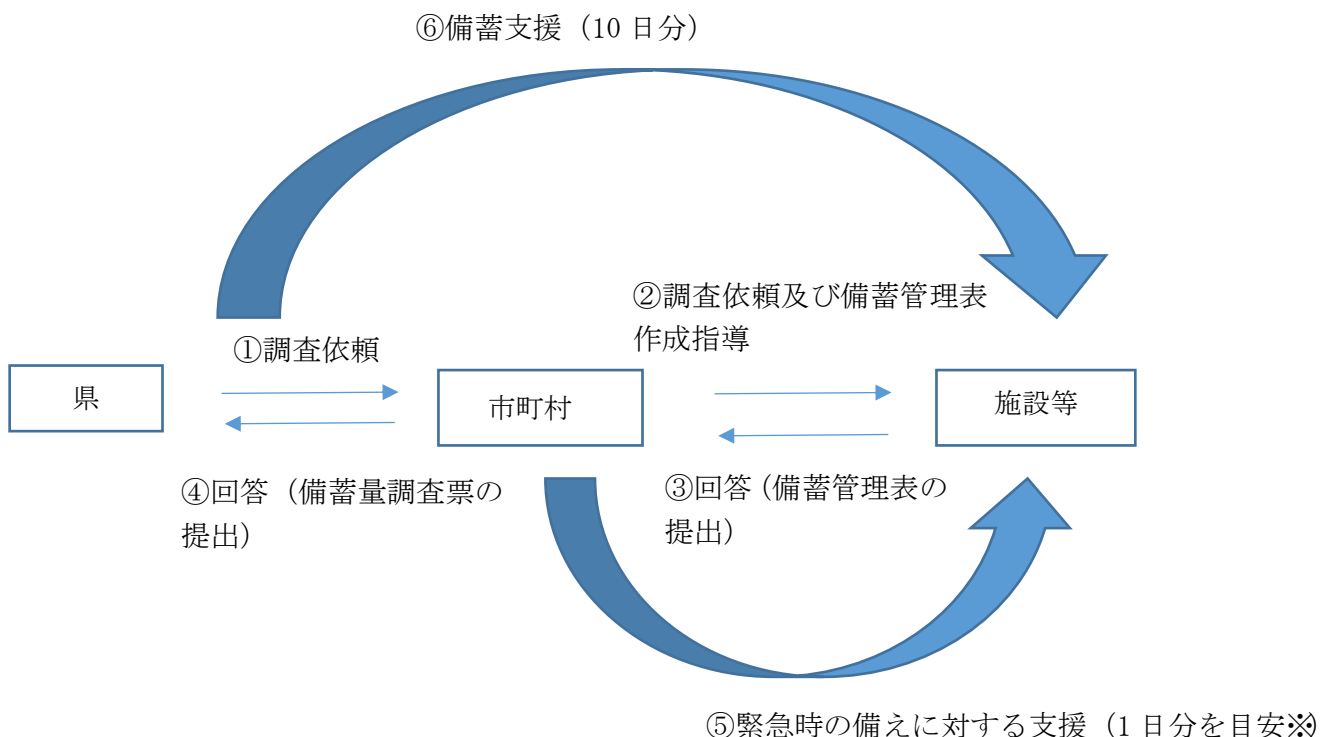 ⑥備蓄支援（10 日分）
②調査依頼及び備蓄管理表
作成指導
①調査依頼
県
市町村
施設等
④回答（備蓄量調査票の
提出）
③回答（備蓄管理表の
提出）
⑤緊急時の備えに対する支援（1 日分を目安※